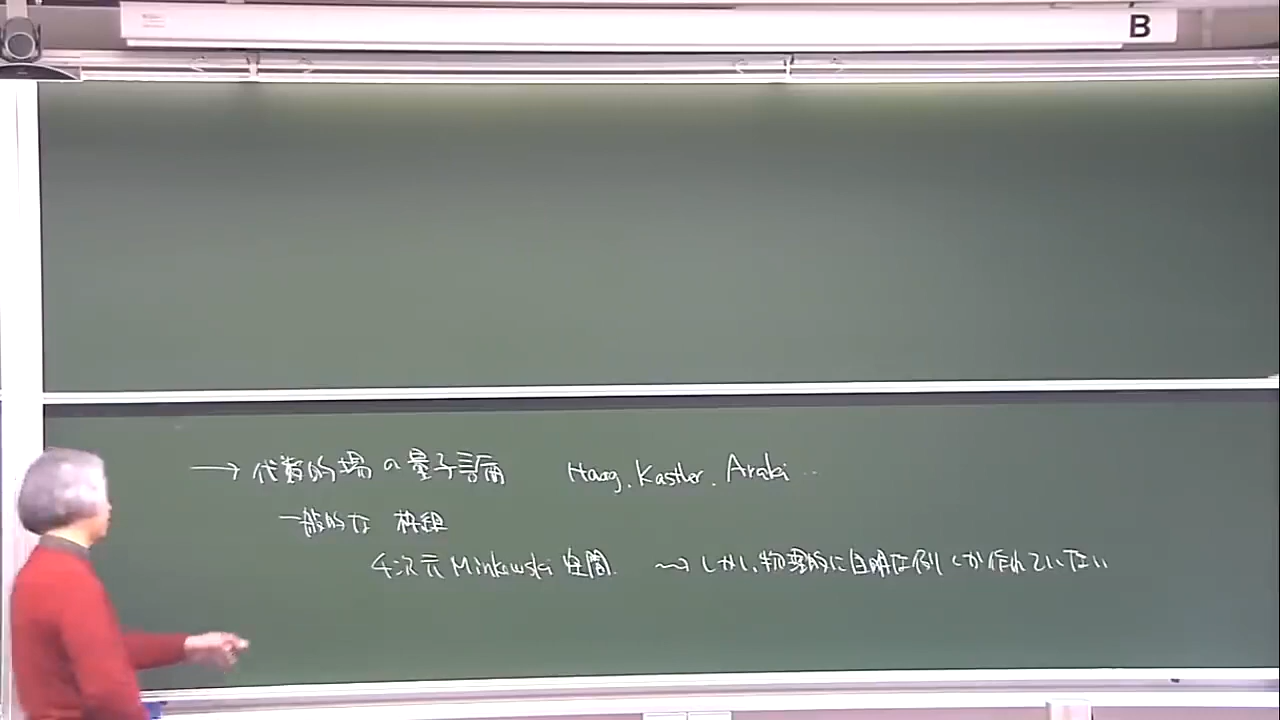 B
→ 代数的場の量子論 Haag, Kastler, Araki ...
一般的な 枠組
4次元 Minkowski 空間. ⇝ しかし, 物理的に自明な例しか作れていない